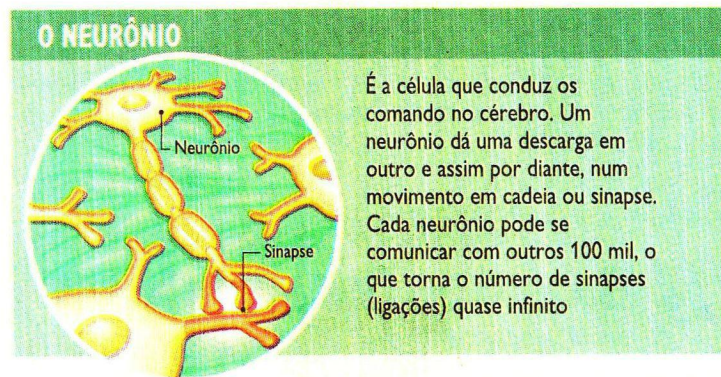 O NEURÔNIO
Neurônio
Sinapse
É a célula que conduz os
comando no cérebro. Um
neurônio dá uma descarga em
outro e assim por diante, num
movimento em cadeia ou sinapse.
Cada neurônio pode se
comunicar com outros 100 mil, o
que torna o número de sinapses
(ligações) quase infinito